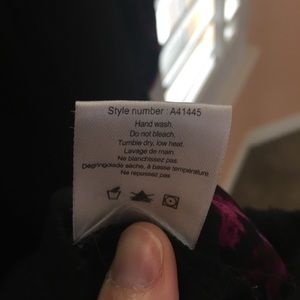 Style number A41445
Hand wash.
Do not bleach.
Tumble dry, low heat.
Lavage de main.
Ne blanchissez pas.
Dégringolade sèche, à basse température.
Ne repussez pas